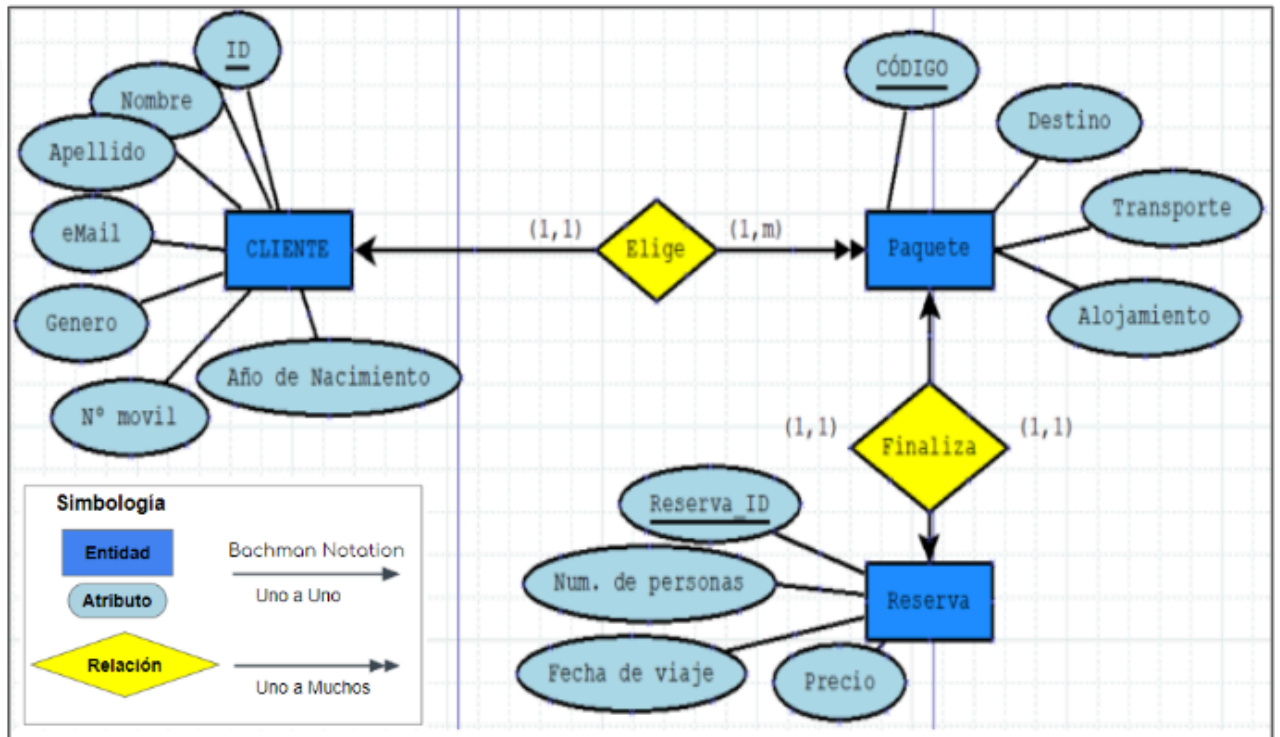 ID
Nombre
Apellido
eMail
Genero
Nº movil
Año de Nacimiento
CLIENTE
(1,1)
Elige
(1,m)
CÓDIGO
Destino
Transporte
Paquete
Alojamiento
(1,1)
Finaliza
(1,1)
Reserva_ID
Num. de personas
Reserva
Fecha de viaje
Precio
Simbología
Entidad
Atributo
Relación
Bachman Notation
Uno a Uno
Uno a Muchos